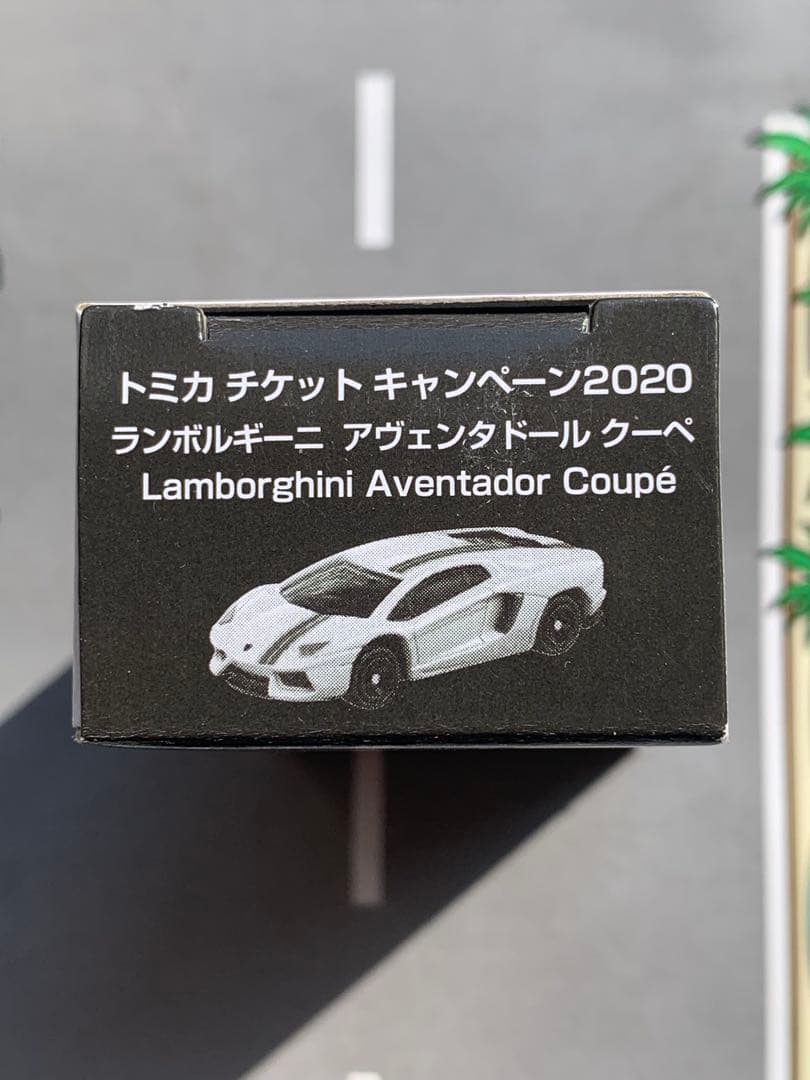 トミカ チケット キャンペーン2020
ランボルギーニ アヴェンタドール クーペ
Lamborghini Aventador Coupé